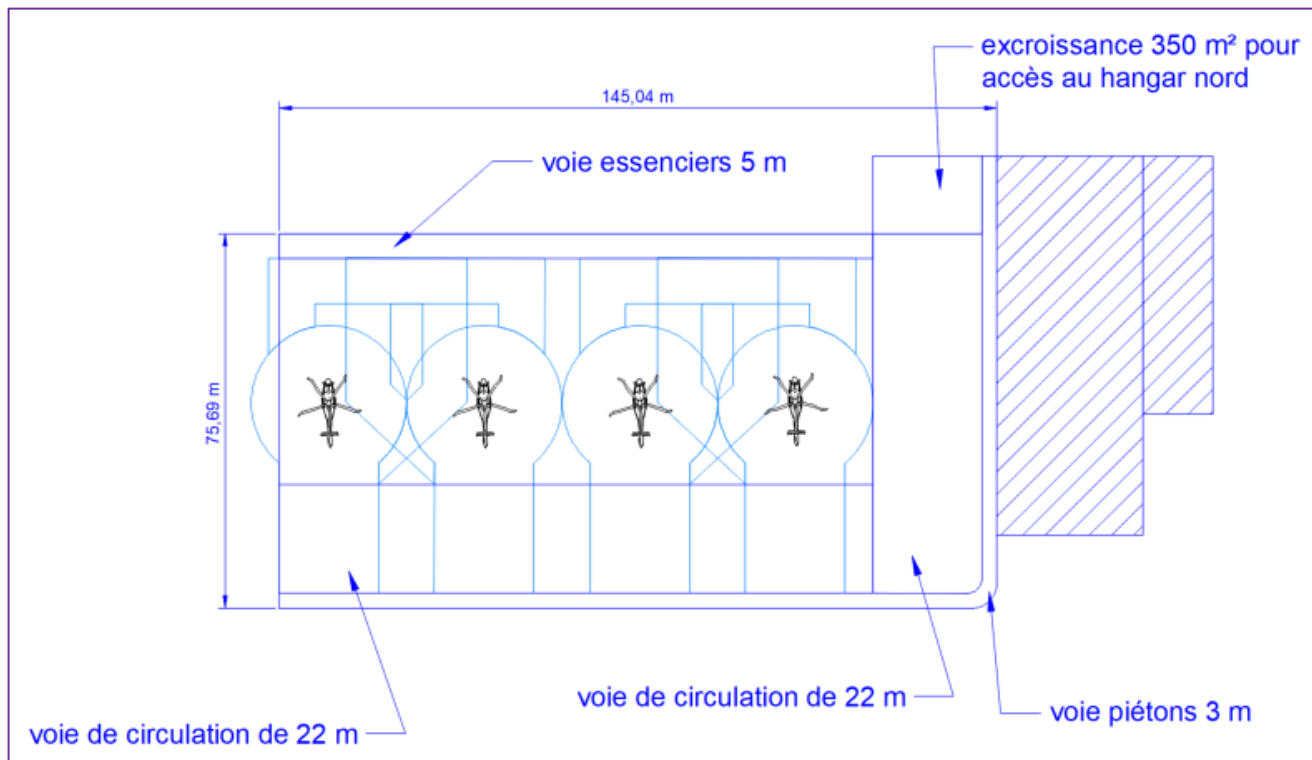 excroissance 350 m² pour
accès au hangar nord
145,04 m
voie essenciers 5 m
75,69 m
voie de circulation de 22 m
voie piétons 3 m
voie de circulation de 22 m